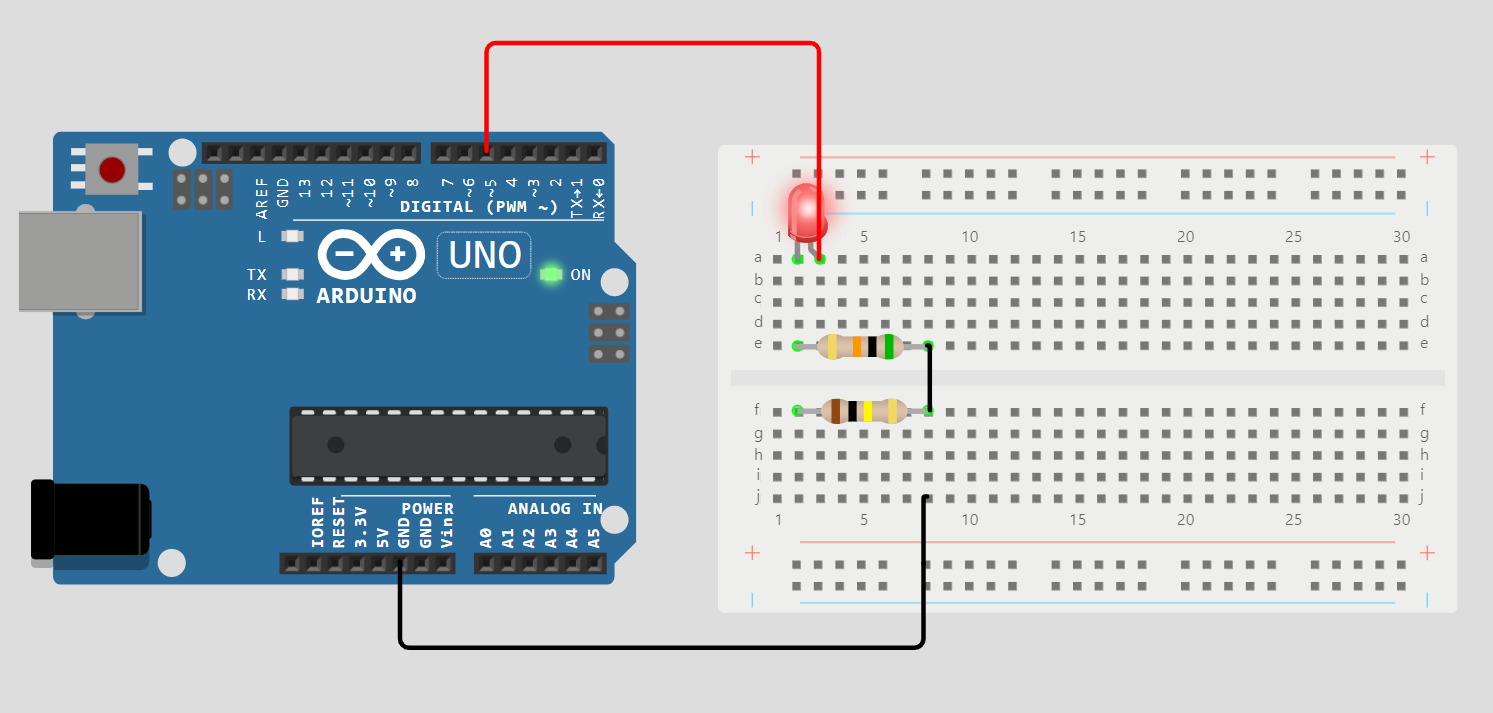 AREF GND 13 12 ~11 ~10 ~9 8 7 ~6 ~5 4 ~3 2 TX→1 RX←0
DIGITAL (PWM ~)
L
TX
RX
UNO
ON
ARDUINO
IOREF RESET 3.3V 5V GND GND Vin A0 A1 A2 A3 A4 A5
POWER
ANALOG IN
+ +
| |
1 5 10 15 20 25 30
a a
b b
c c
d d
e e
f f
g g
h h
i i
j j
1 5 10 15 20 25 30
+ +
| |